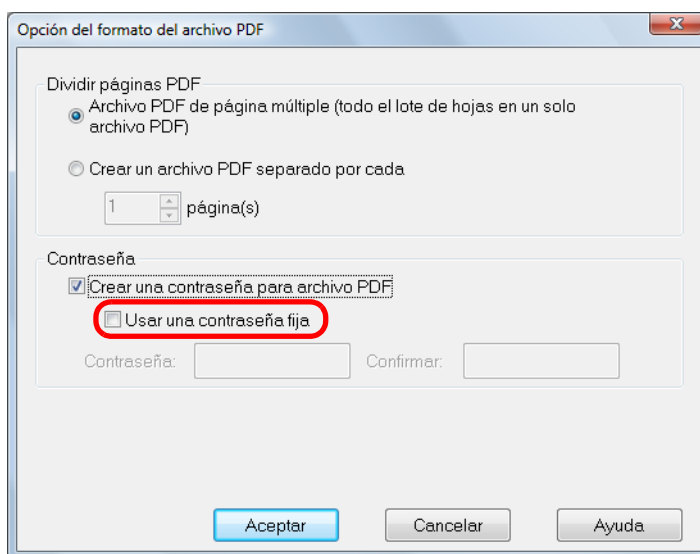 Opción del formato del archivo PDF
Dividir páginas PDF
Archivo PDF de página múltiple (todo el lote de hojas en un solo
archivo PDF)
Crear un archivo PDF separado por cada
1 página(s)
Contraseña
Crear una contraseña para archivo PDF
Usar una contraseña fija
Contraseña: Confirmar:
Aceptar Cancelar Ayuda